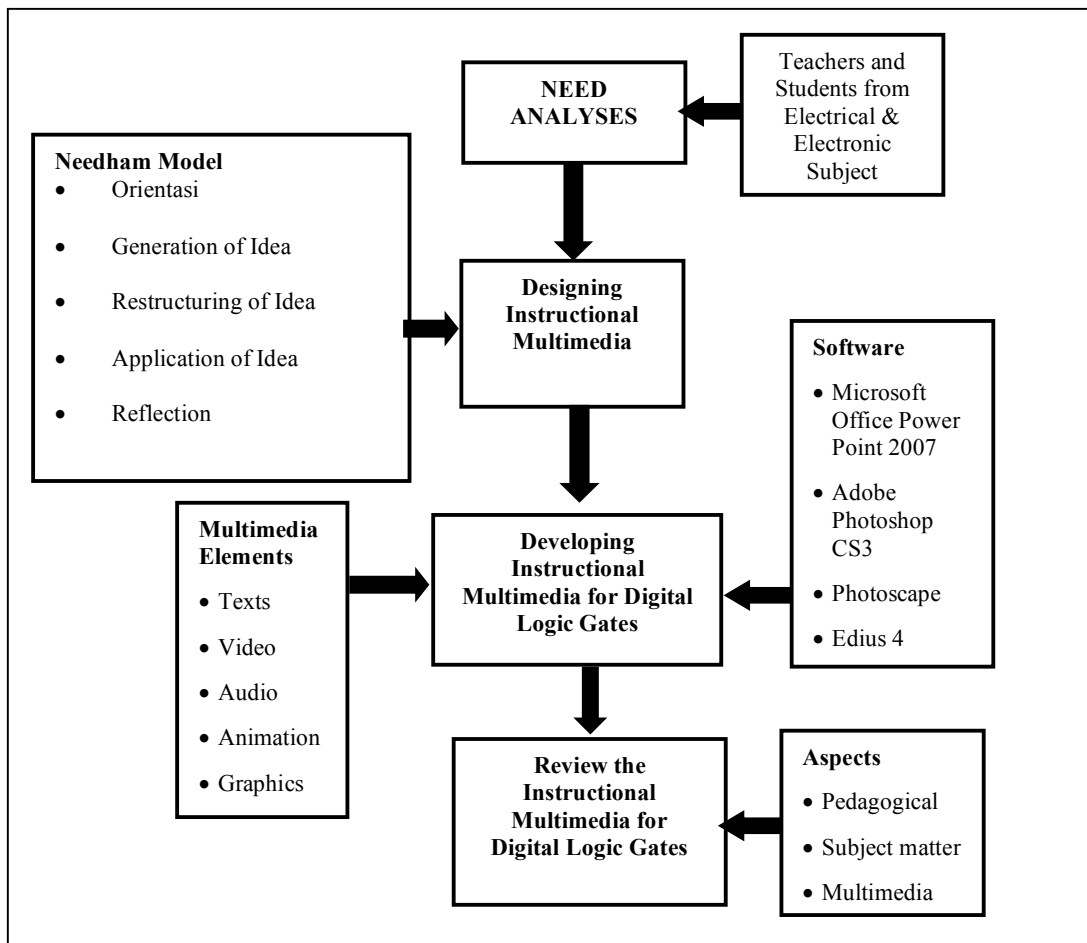 NEED
ANALYSES
Teachers and
Students from
Electrical &
Electronic
Subject
Needham Model
• Orientasi
• Generation of Idea
• Restructuring of Idea
• Application of Idea
• Reflection
Designing
Instructional
Multimedia
Software
• Microsoft
Office Power
Point 2007
• Adobe
Photoshop
CS3
• Photoscape
• Edius 4
Multimedia
Elements
• Texts
• Video
• Audio
• Animation
• Graphics
Developing
Instructional
Multimedia for Digital
Logic Gates
Review the
Instructional
Multimedia for
Digital Logic Gates
Aspects
• Pedagogical
• Subject matter
• Multimedia